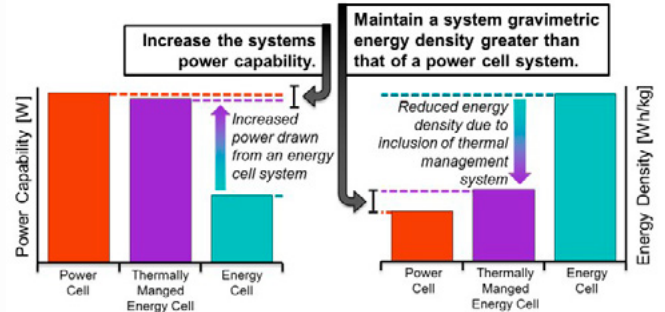 Increase the systems
power capability.
Maintain a system gravimetric
energy density greater than
that of a power cell system.
Power Capability [W]
Increased
power drawn
from an energy
cell system
Power
Cell
Thermally
Manged
Energy Cell
Energy
Cell
Reduced energy
density due to
inclusion of thermal
management
system
Power
Cell
Thermally
Manged
Energy Cell
Energy
Cell
Energy Density [Wh/kg]